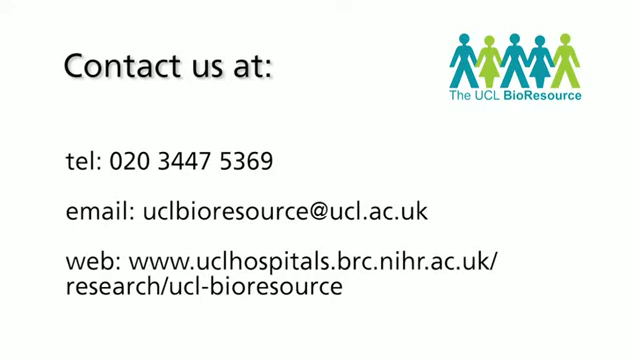 Contact us at:
The UCL BioResource
tel: 020 3447 5369
email: uclbioresource@ucl.ac.uk
web: www.uclhospitals.brc.nihr.ac.uk/
research/ucl-bioresource